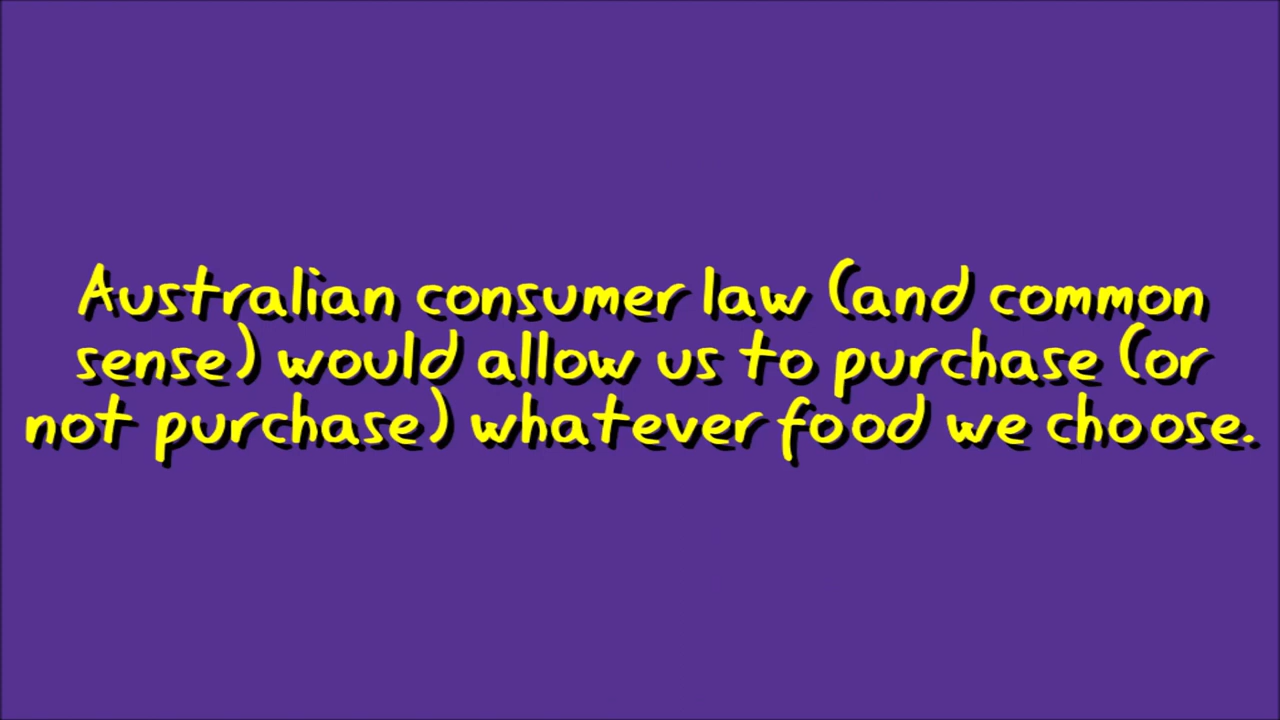 Australian consumer law (and common
sense) would allow us to purchase (or
not purchase) whatever food we choose.